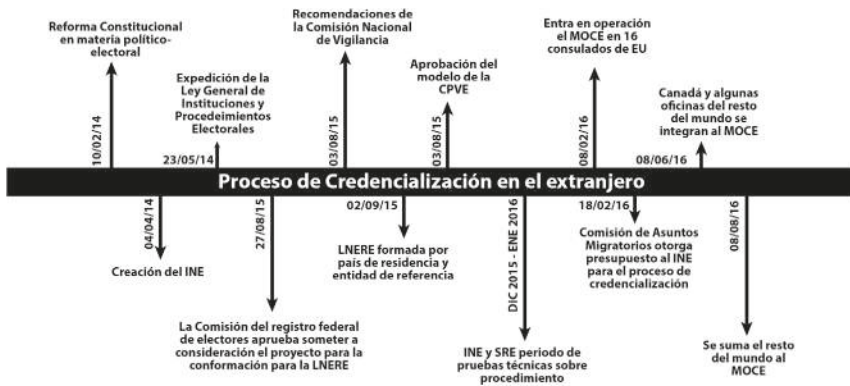 Reforma Constitucional
en materia político-
electoral
10/02/14
Expedición de la
Ley General de
Instituciones y
Procedeimientos
Electorales
23/05/14
Recomendaciones de
la Comisión Nacional
de Vigilancia
03/08/15
Aprobación del
modelo de la
CPVE
03/08/15
Entra en operación
el MOCE en 16
consulados de EU
08/02/16
Canadá y algunas
oficinas del resto
del mundo se
integran al MOCE
08/06/16
Proceso de Credencialización en el extranjero
04/04/14
Creación del INE
27/08/15
La Comisión del registro federal
de electores aprueba someter a
consideración el proyecto para la
conformación para la LNERE
02/09/15
LNERE formada por
país de residencia y
entidad de referencia
DIC 2015 - ENE 2016
INE y SRE periodo de
pruebas técnicas sobre
procedimiento
18/02/16
Comisión de Asuntos
Migratorios otorga
presupuesto al INE
para el proceso de
credencialización
08/08/16
Se suma el resto
del mundo al
MOCE